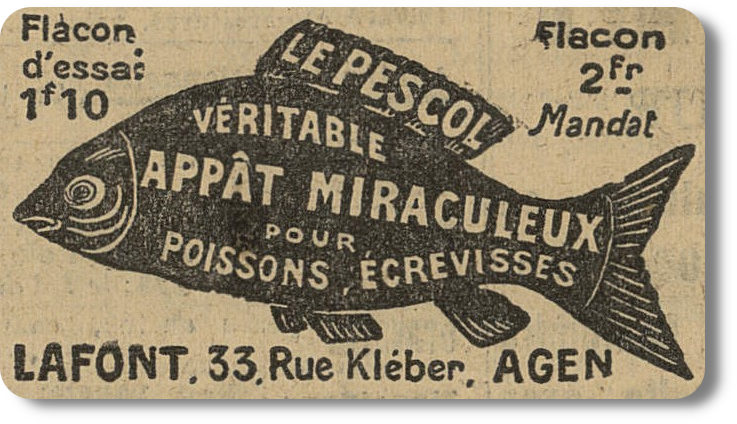 Flacon
d'essai
1f10
Flacon
2fr
Mandat
LE PESCOL
VÉRITABLE
APPÂT MIRACULEUX
POUR
POISSONS, ÉCREVISSES
LAFONT, 33, Rue Kléber, AGEN